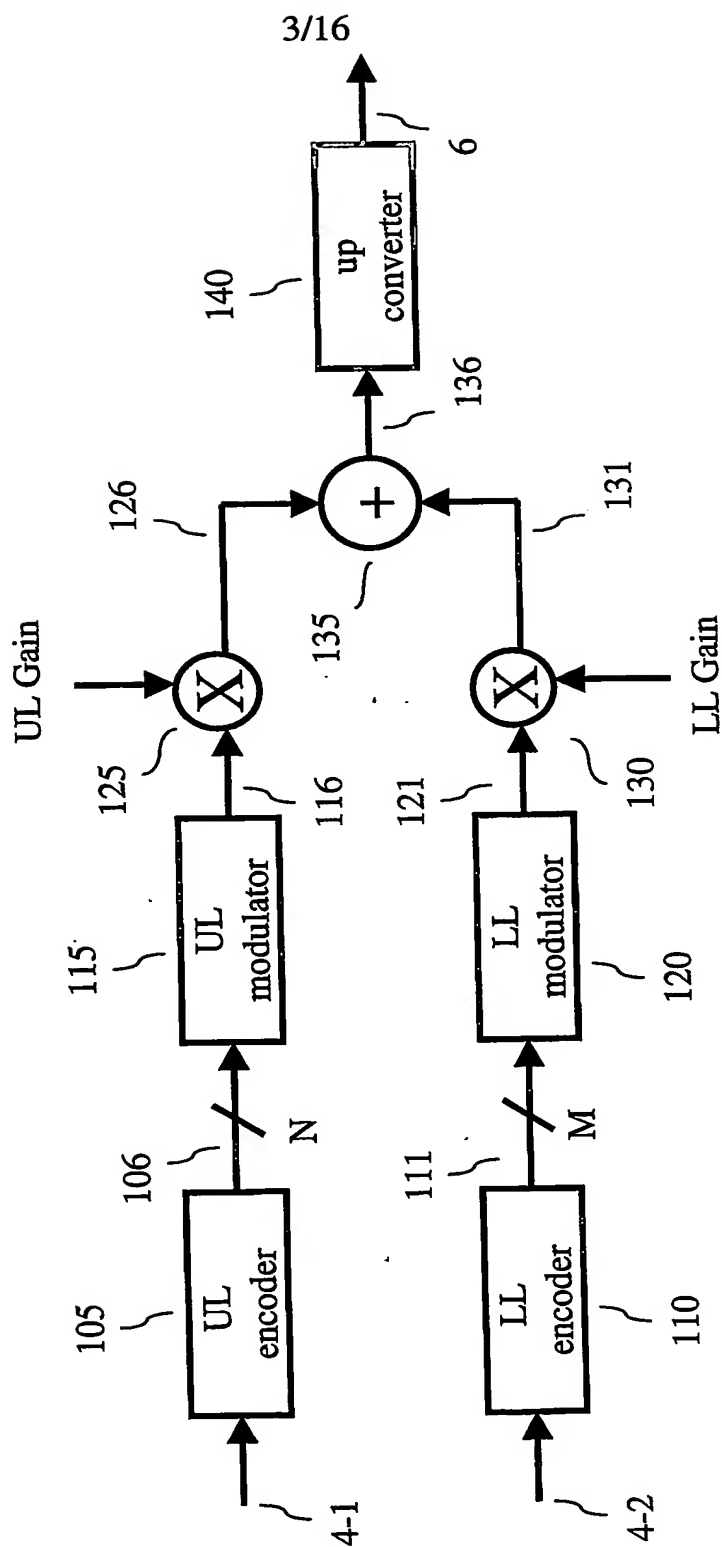 UL Gain
105
UL
encoder
4-1
106
N
115
UL
modulator
116
125
X
126
135
+
136
140
up
converter
6
3/16
4-2
LL
encoder
110
111
M
LL
modulator
120
121
X
130
131
LL Gain